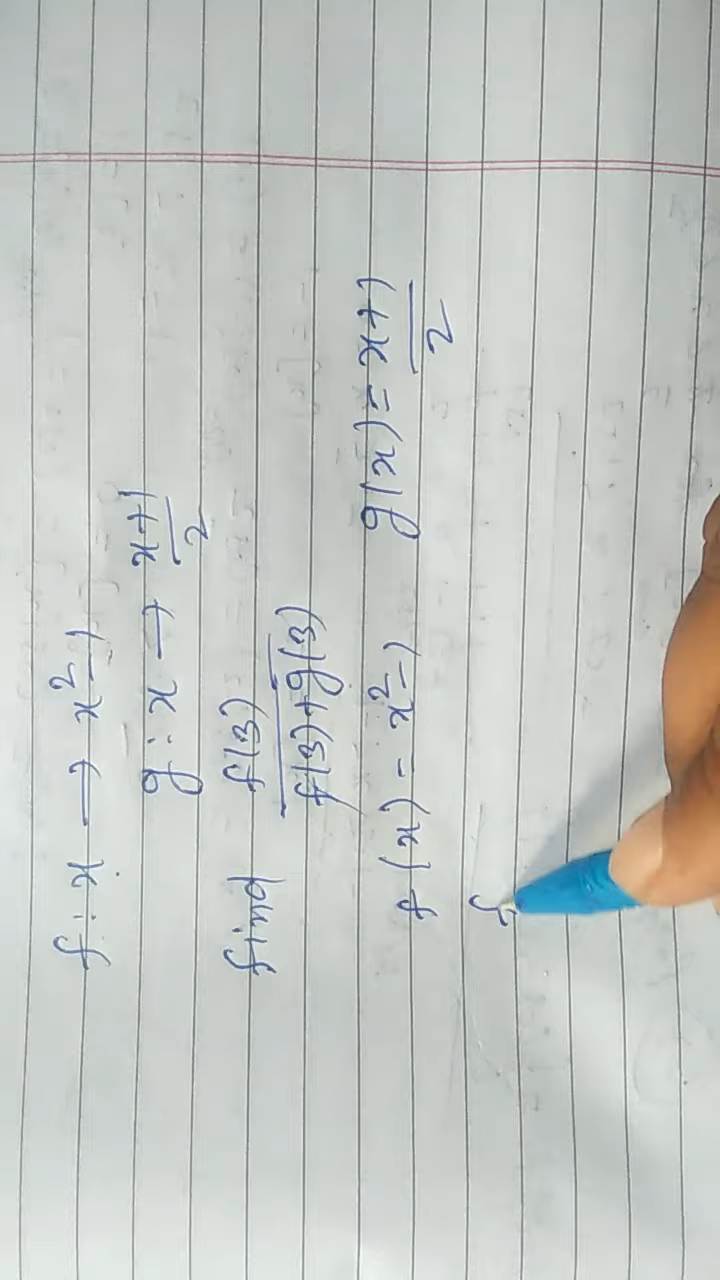 f : x → x² - 1
g : x → x+1/2
find f(3)/f(3)+g(3)
f(x) = x² - 1 g(x) = x+1/2
f